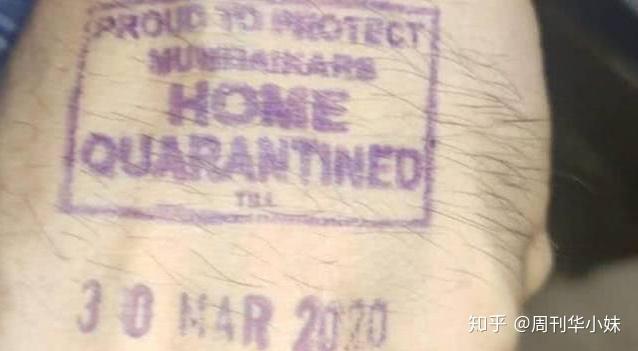 PROUD TO PROTECT
MUMBAIKARS
HOME
QUARANTINED
TILL
30 MAR 2020
知乎 @周刊华小妹